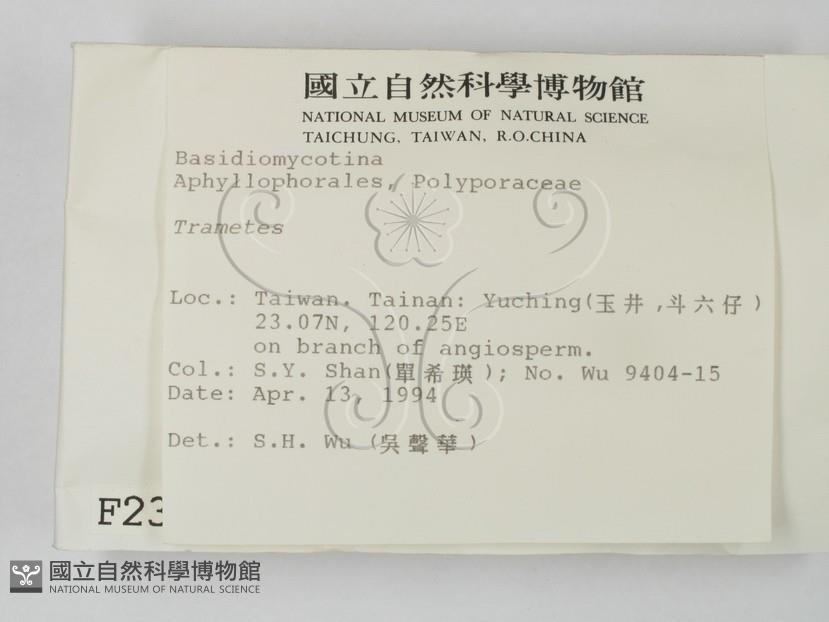 國立自然科學博物館
NATIONAL MUSEUM OF NATURAL SCIENCE
TAICHUNG, TAIWAN, R.O.CHINA
Basidiomycotina
Aphyllophorales, Polyporaceae
Trametes
Loc.: Taiwan. Tainan: Yuching(玉井,斗六仔)
23.07N, 120.25E
on branch of angiosperm.
Col.: S.Y. Shan(單希瑛); No. Wu 9404-15
Date: Apr. 13, 1994
Det.: S.H. Wu (吳聲華)
F23
國立自然科學博物館
NATIONAL MUSEUM OF NATURAL SCIENCE